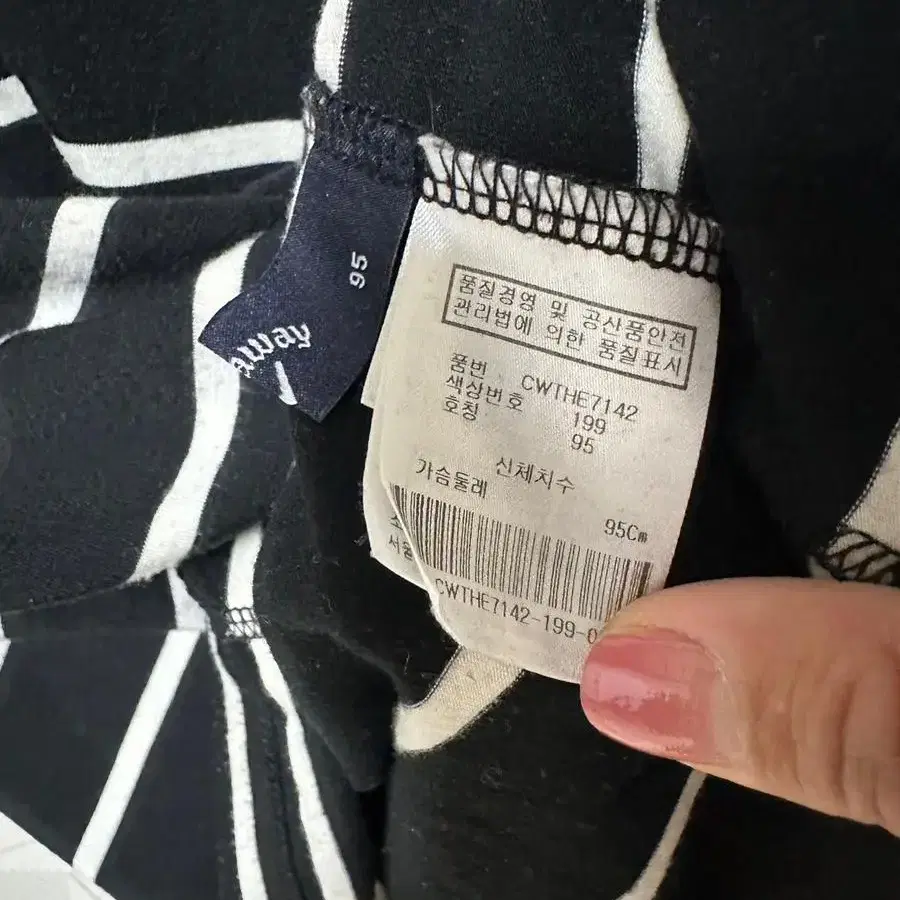 95
away
품질경영 및 공산품안전
관리법에 의한 품질표시
품번 CWTHE7142
색상번호 199
호칭 95
신체치수
가슴둘레 95Cm
CWTHE7142-199-0